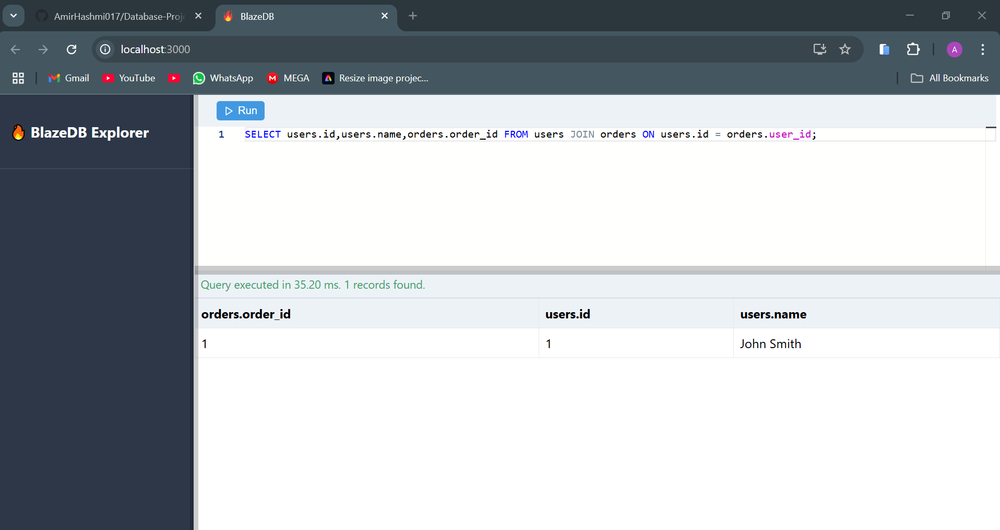 AmirHashmi017/Database-Proje
BlazeDB
localhost:3000
Gmail
YouTube
WhatsApp
MEGA
Resize image projec...
All Bookmarks
A
BlazeDB Explorer
Run
1 SELECT users.id,users.name,orders.order_id FROM users JOIN orders ON users.id = orders.user_id;
Query executed in 35.20 ms. 1 records found.
orders.order_id users.id users.name
1 1 John Smith